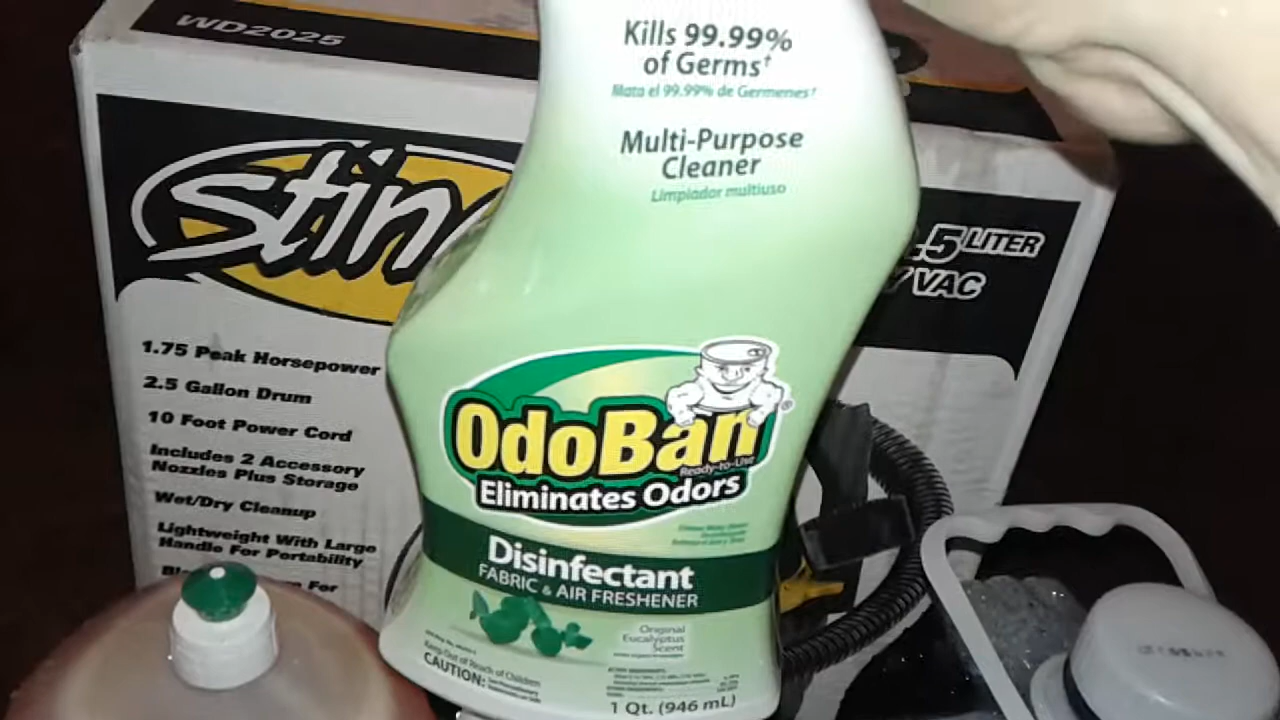 WD2025
Stin
1.75 Peak Horsepower
2.5 Gallon Drum
10 Foot Power Cord
Includes 2 Accessory
Nozzles Plus Storage
Wet/Dry Cleanup
Lightweight With Large
Handle For Portability
For
.5 LITER
VAC
Kills 99.99%
of Germs†
Mata el 99.99% de Germenes†
Multi-Purpose
Cleaner
Limpiador multiuso
OdoBan®
Ready-to-Use
Eliminates Odors
Disinfectant
FABRIC & AIR FRESHENER
Original
Eucalyptus
Scent
Keep Out of Reach of Children
CAUTION:
1 Qt. (946 mL)